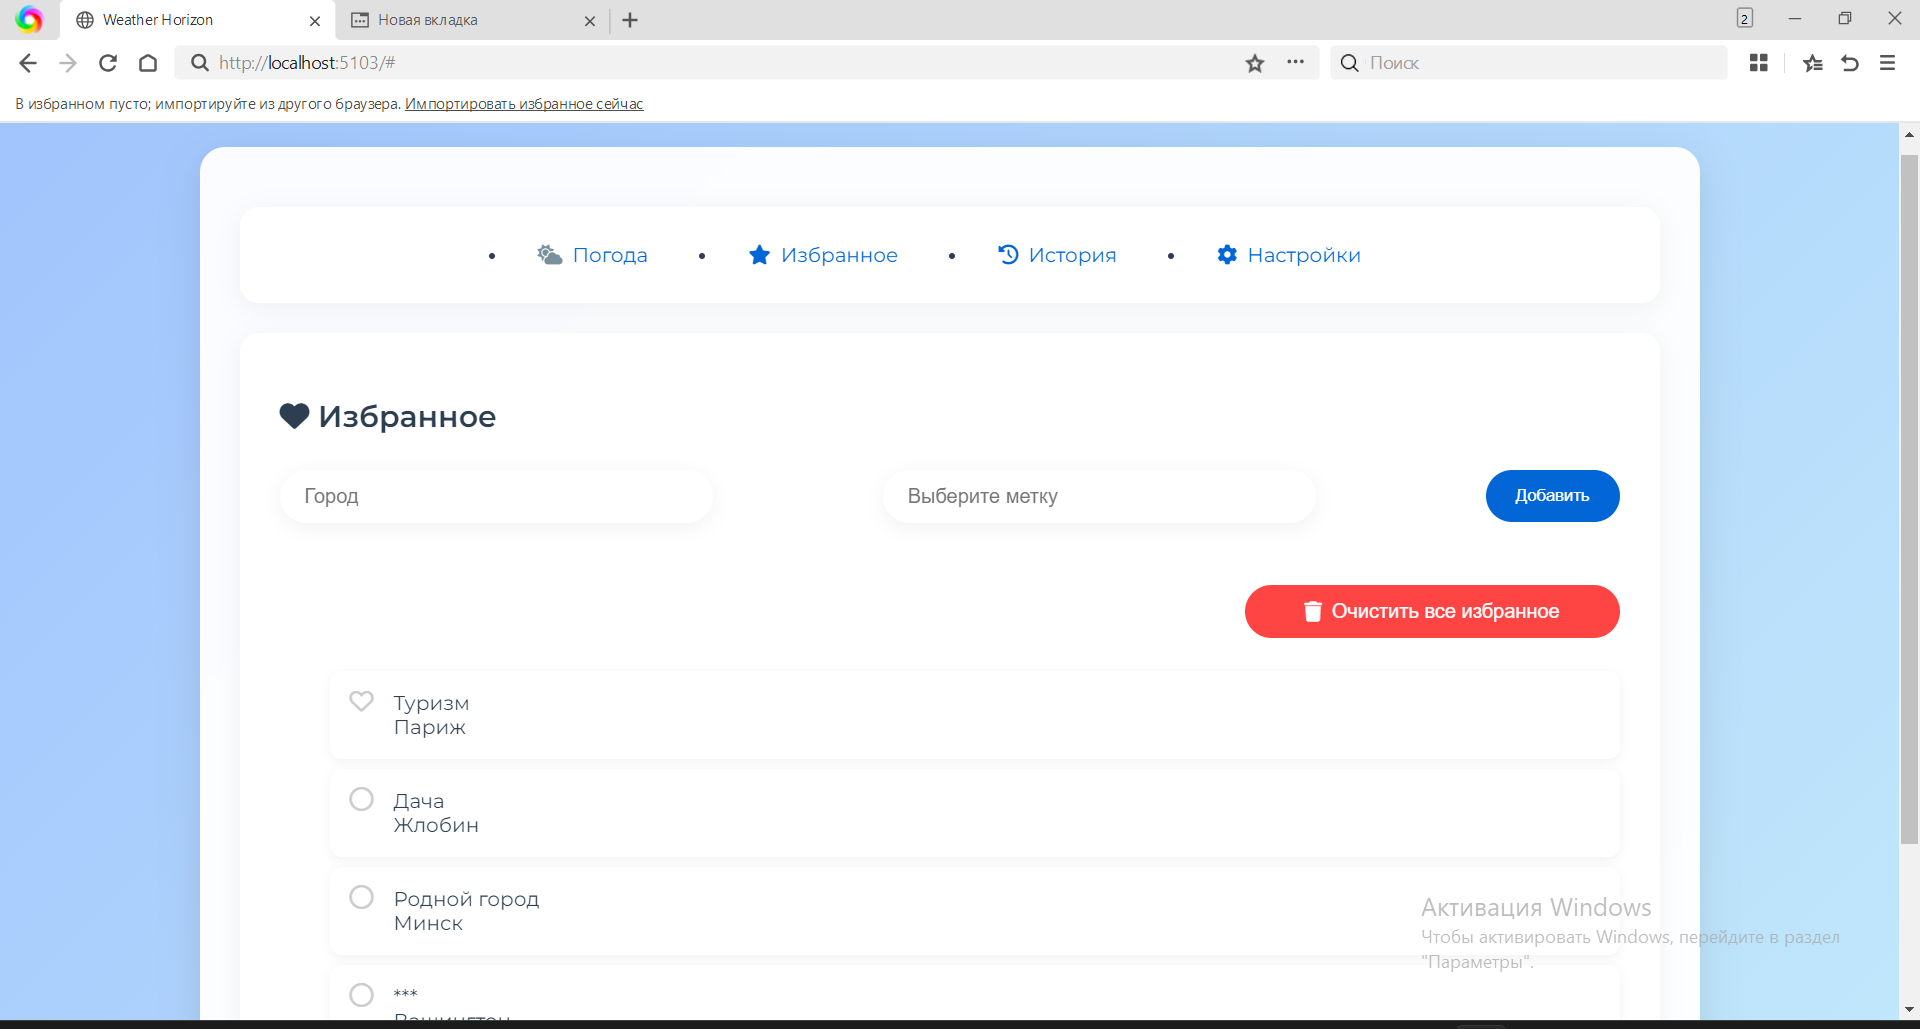 Weather Horizon
Новая вкладка
2
http://localhost:5103/#
Поиск
В избранном пусто; импортируйте из другого браузера. Импортировать избранное сейчас
Погода
Избранное
История
Настройки
Избранное
Город
Выберите метку
Добавить
Очистить все избранное
Туризм
Париж
Дача
Жлобин
Родной город
Минск
***
Вашингтон
Активация Windows
Чтобы активировать Windows, перейдите в раздел
"Параметры".